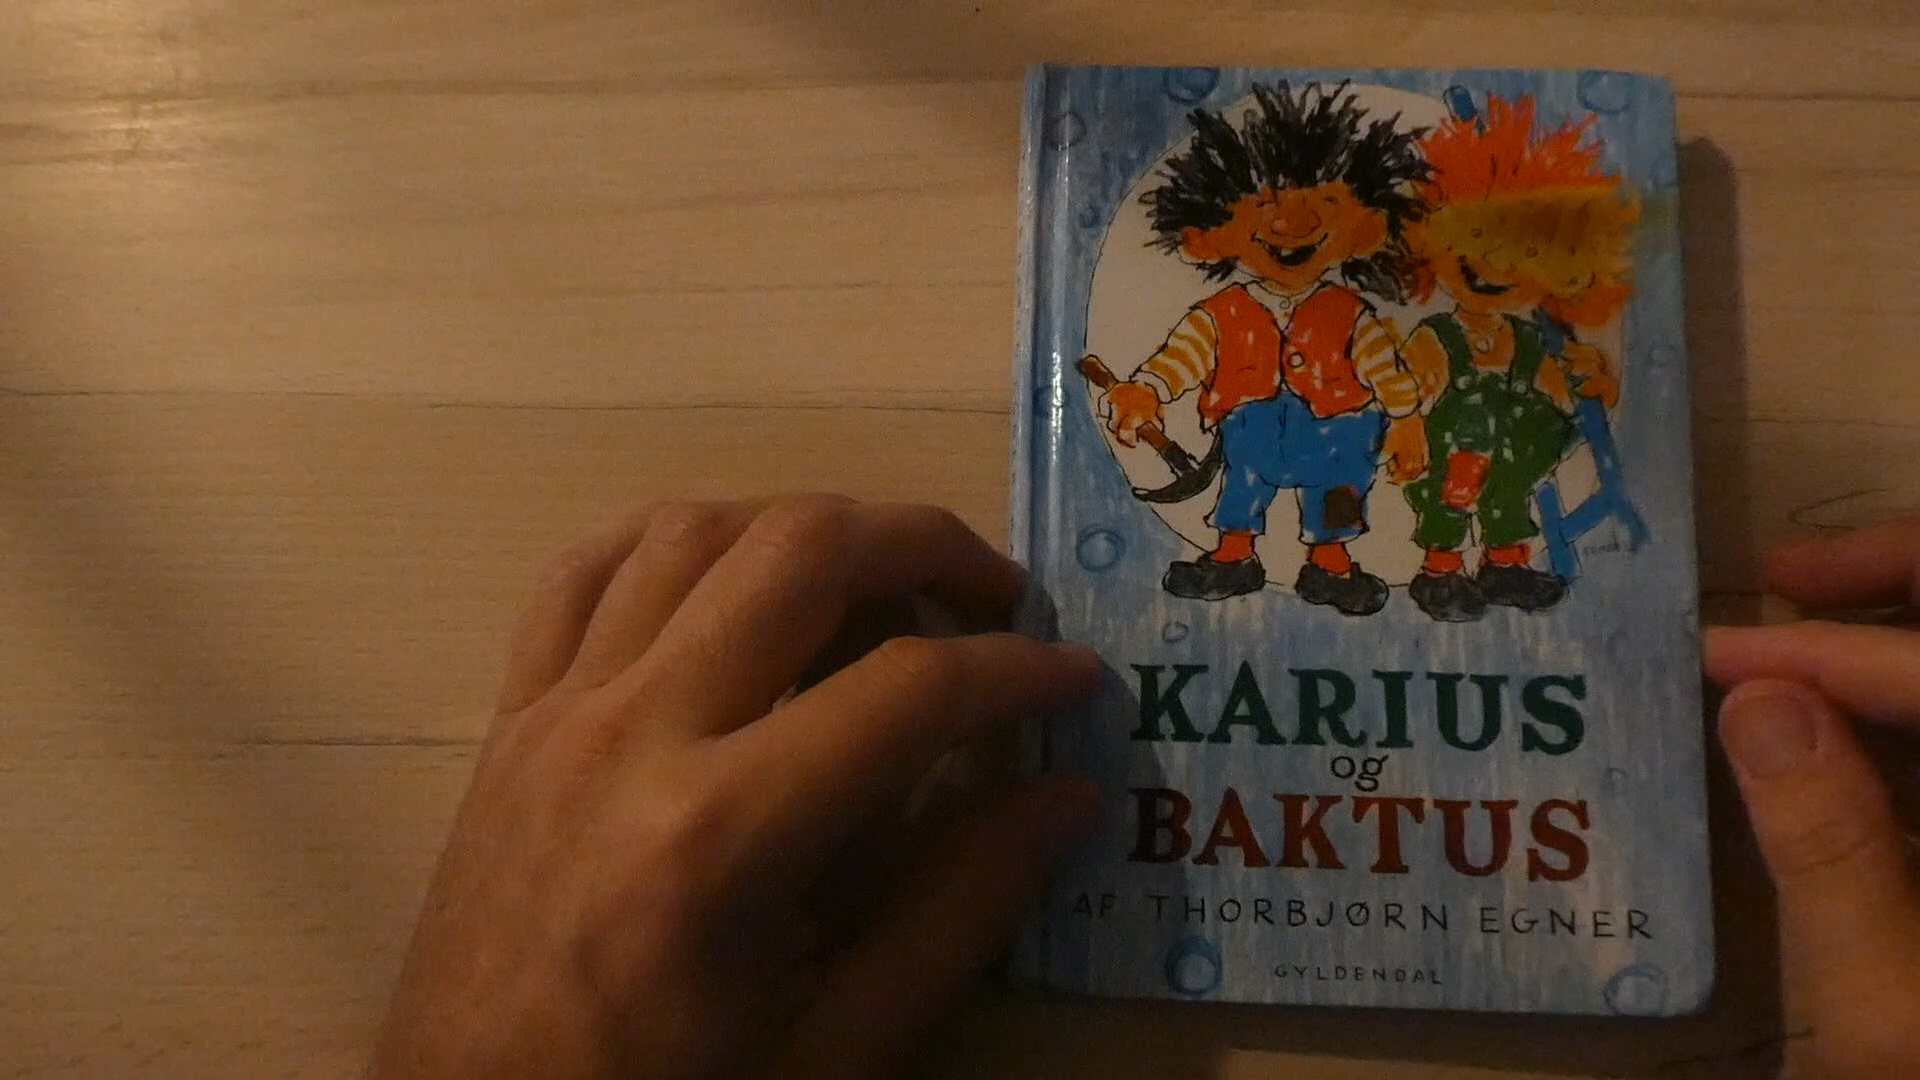 KARIUS
og
BAKTUS
AF THORBJØRN EGNER
GYLDENDAL